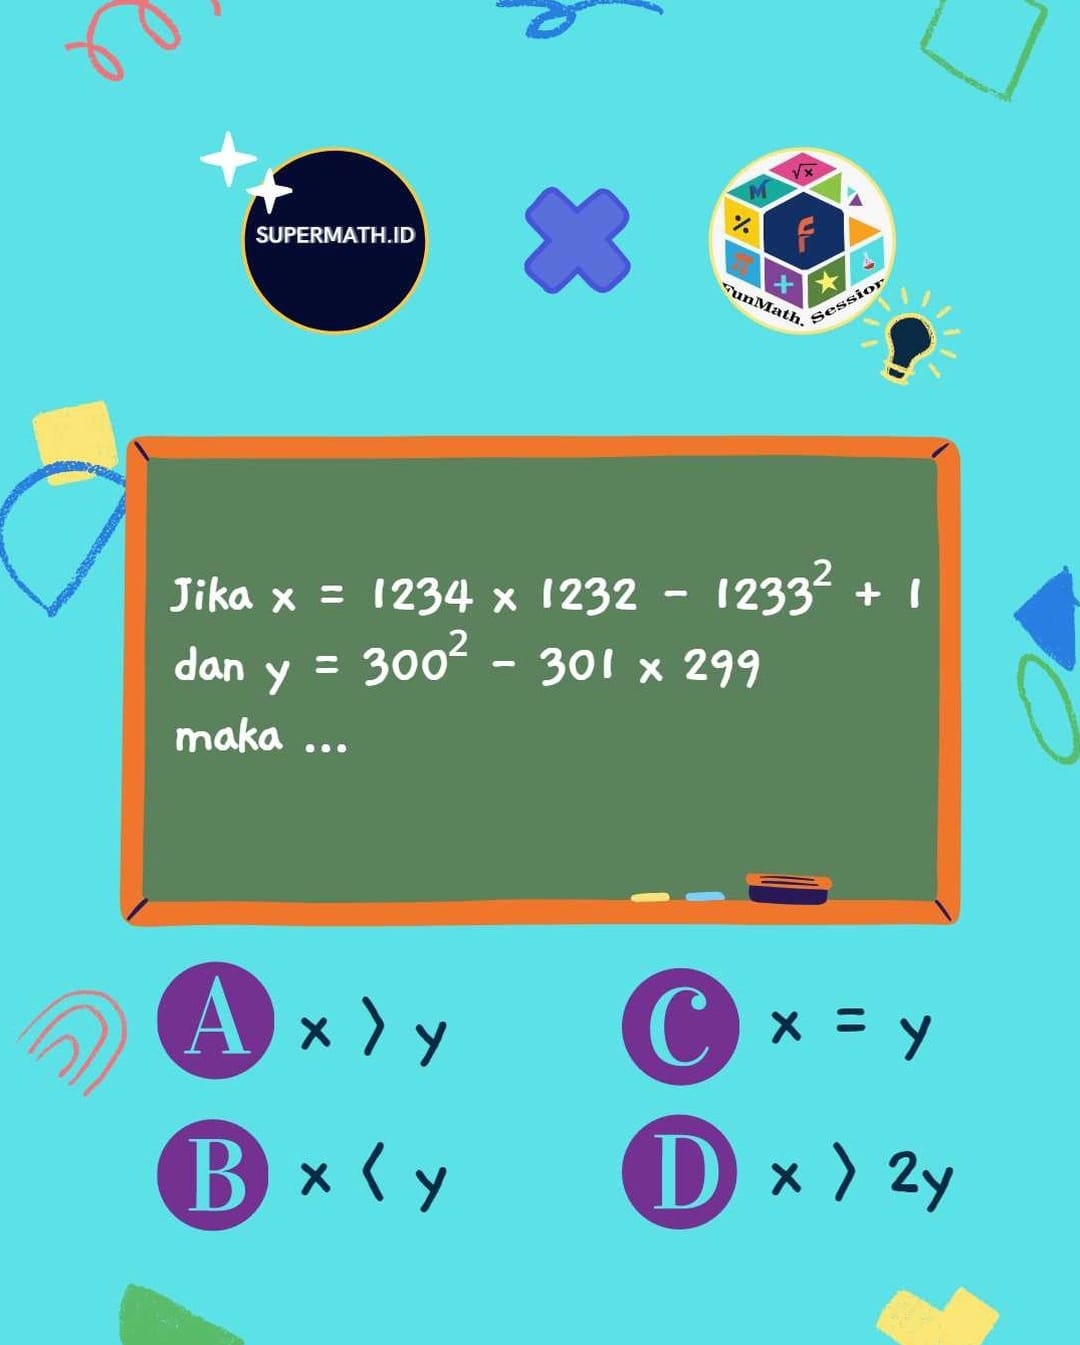 SUPERMATH.ID
M
√x
%
F
π
+
FunMath. Session
Jika x = 1234 x 1232 - 1233² + 1
dan y = 300² - 301 x 299
maka ...
A x > y
C x = y
B x < y
D x > 2y